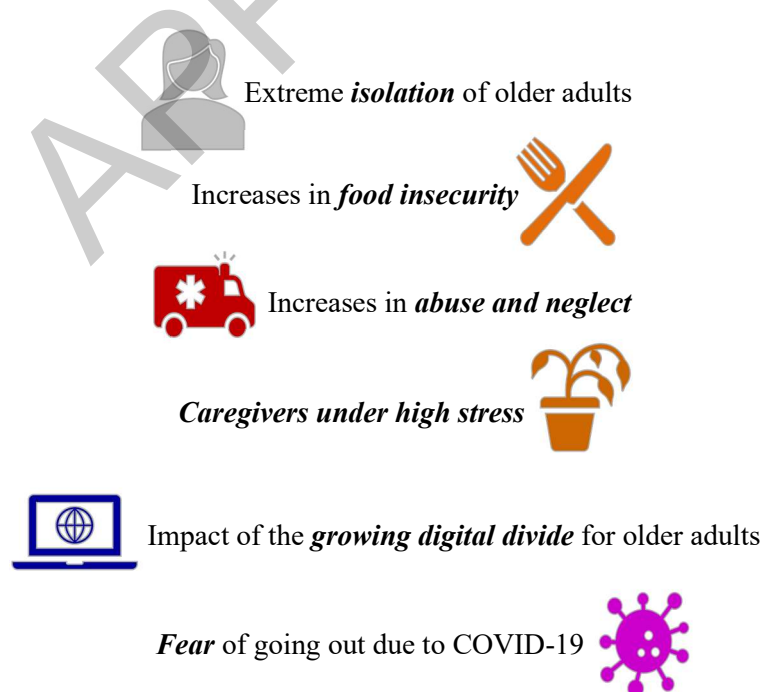 Extreme isolation of older adults
Increases in food insecurity
Increases in abuse and neglect
Caregivers under high stress
Impact of the growing digital divide for older adults
Fear of going out due to COVID-19